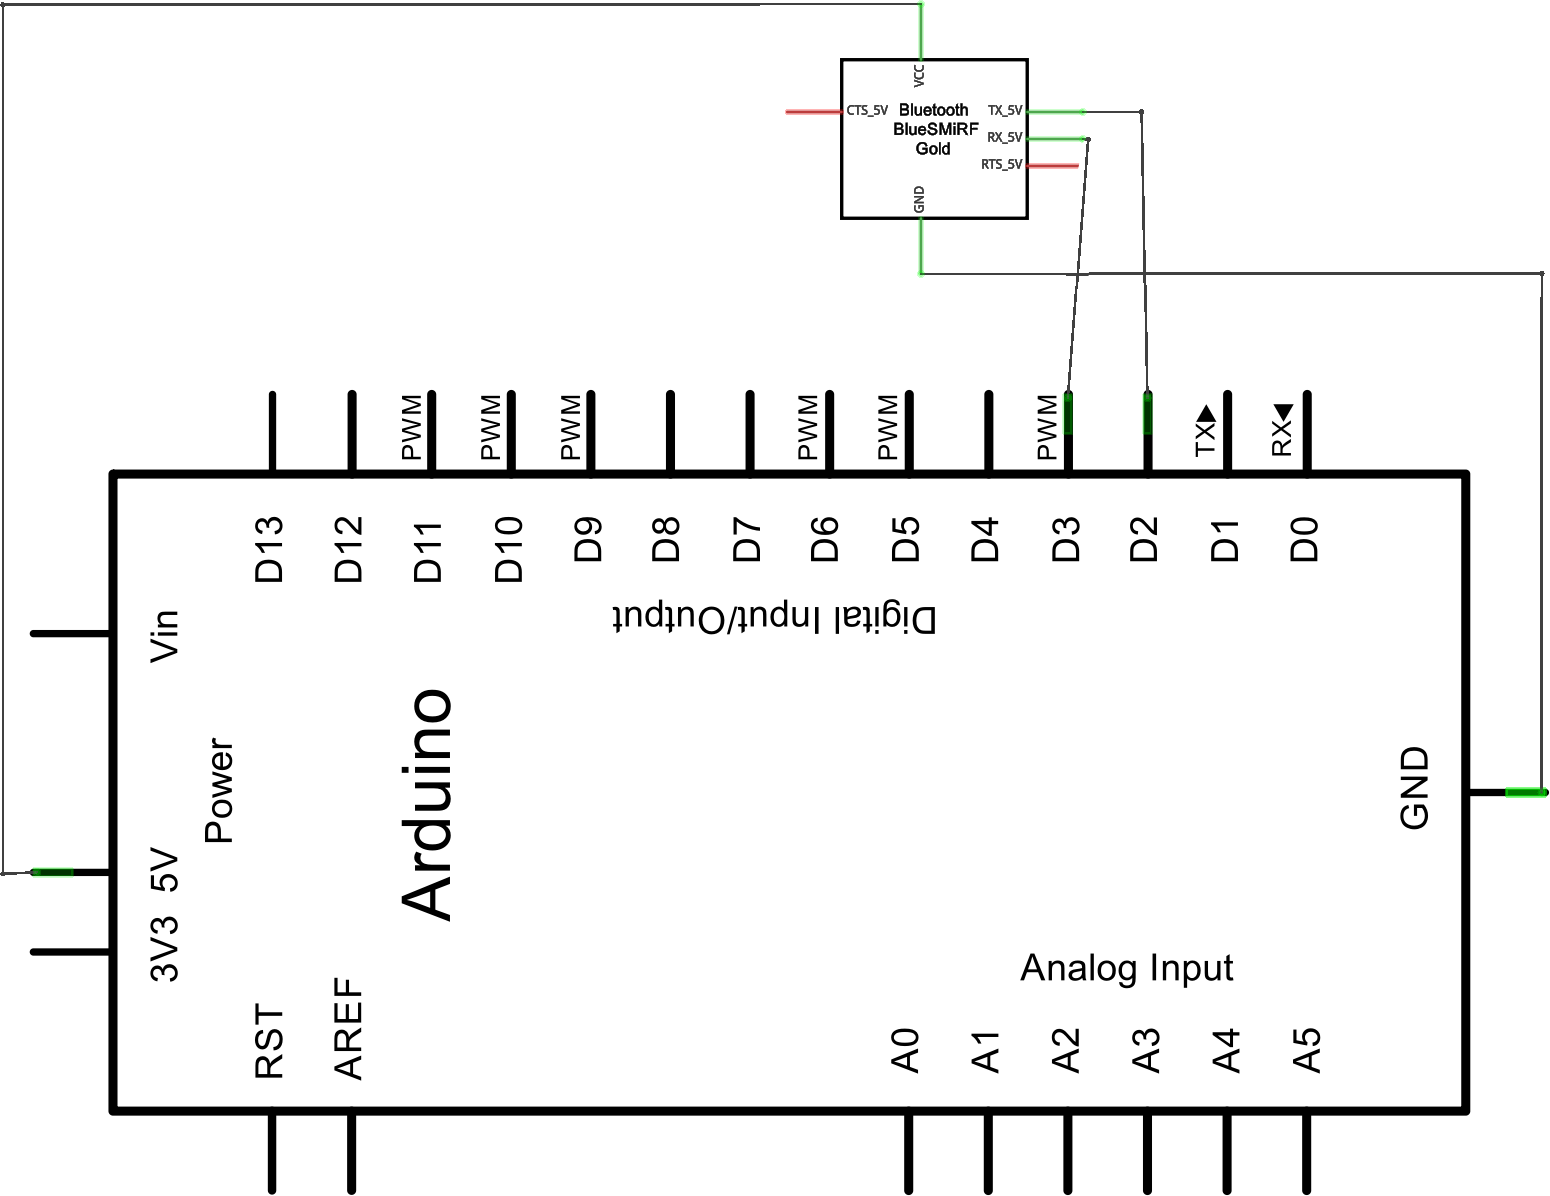 VCC
CTS_5V
Bluetooth
BlueSMiRF
Gold
TX_5V
RX_5V
RTS_5V
GND
PWM
PWM
PWM
PWM
PWM
PWM
TX▶
RX◀
D13
D12
D11
D10
D9
D8
D7
D6
D5
D4
D3
D2
D1
D0
Digital Input/Output
Vin
Power
Arduino
5V
3V3
GND
RST
AREF
Analog Input
A0
A1
A2
A3
A4
A5